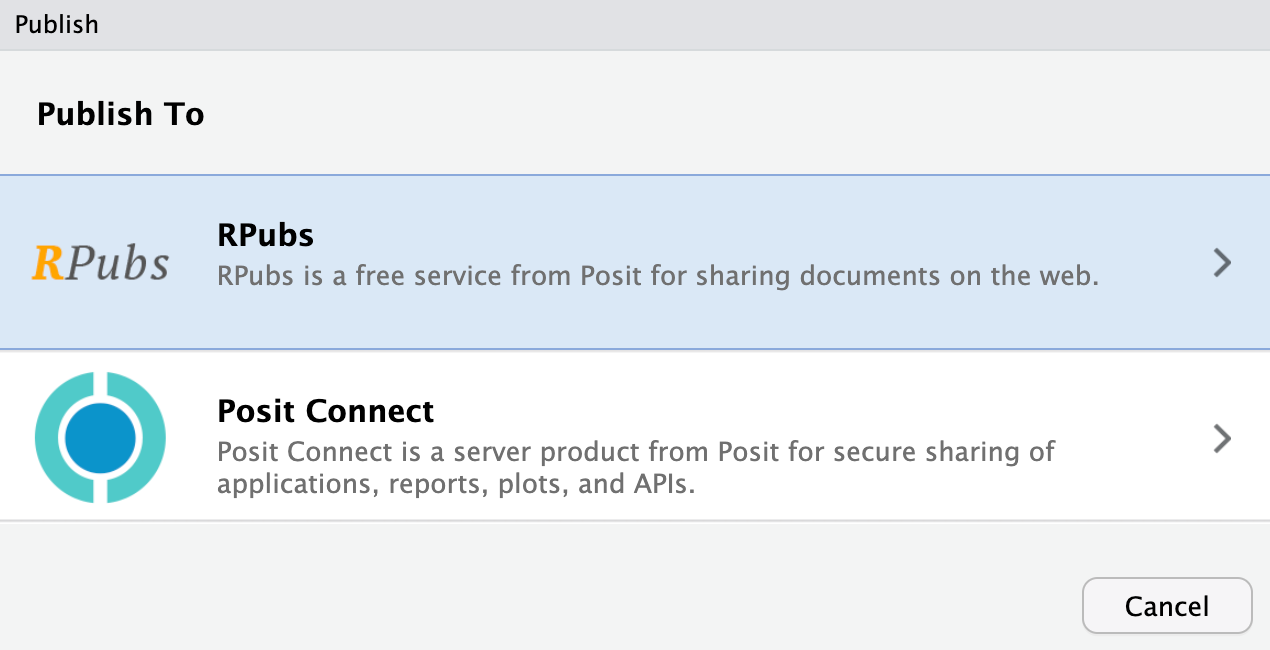 Publish
Publish To
RPubs
RPubs
RPubs is a free service from Posit for sharing documents on the web.
Posit Connect
Posit Connect is a server product from Posit for secure sharing of
applications, reports, plots, and APIs.
Cancel